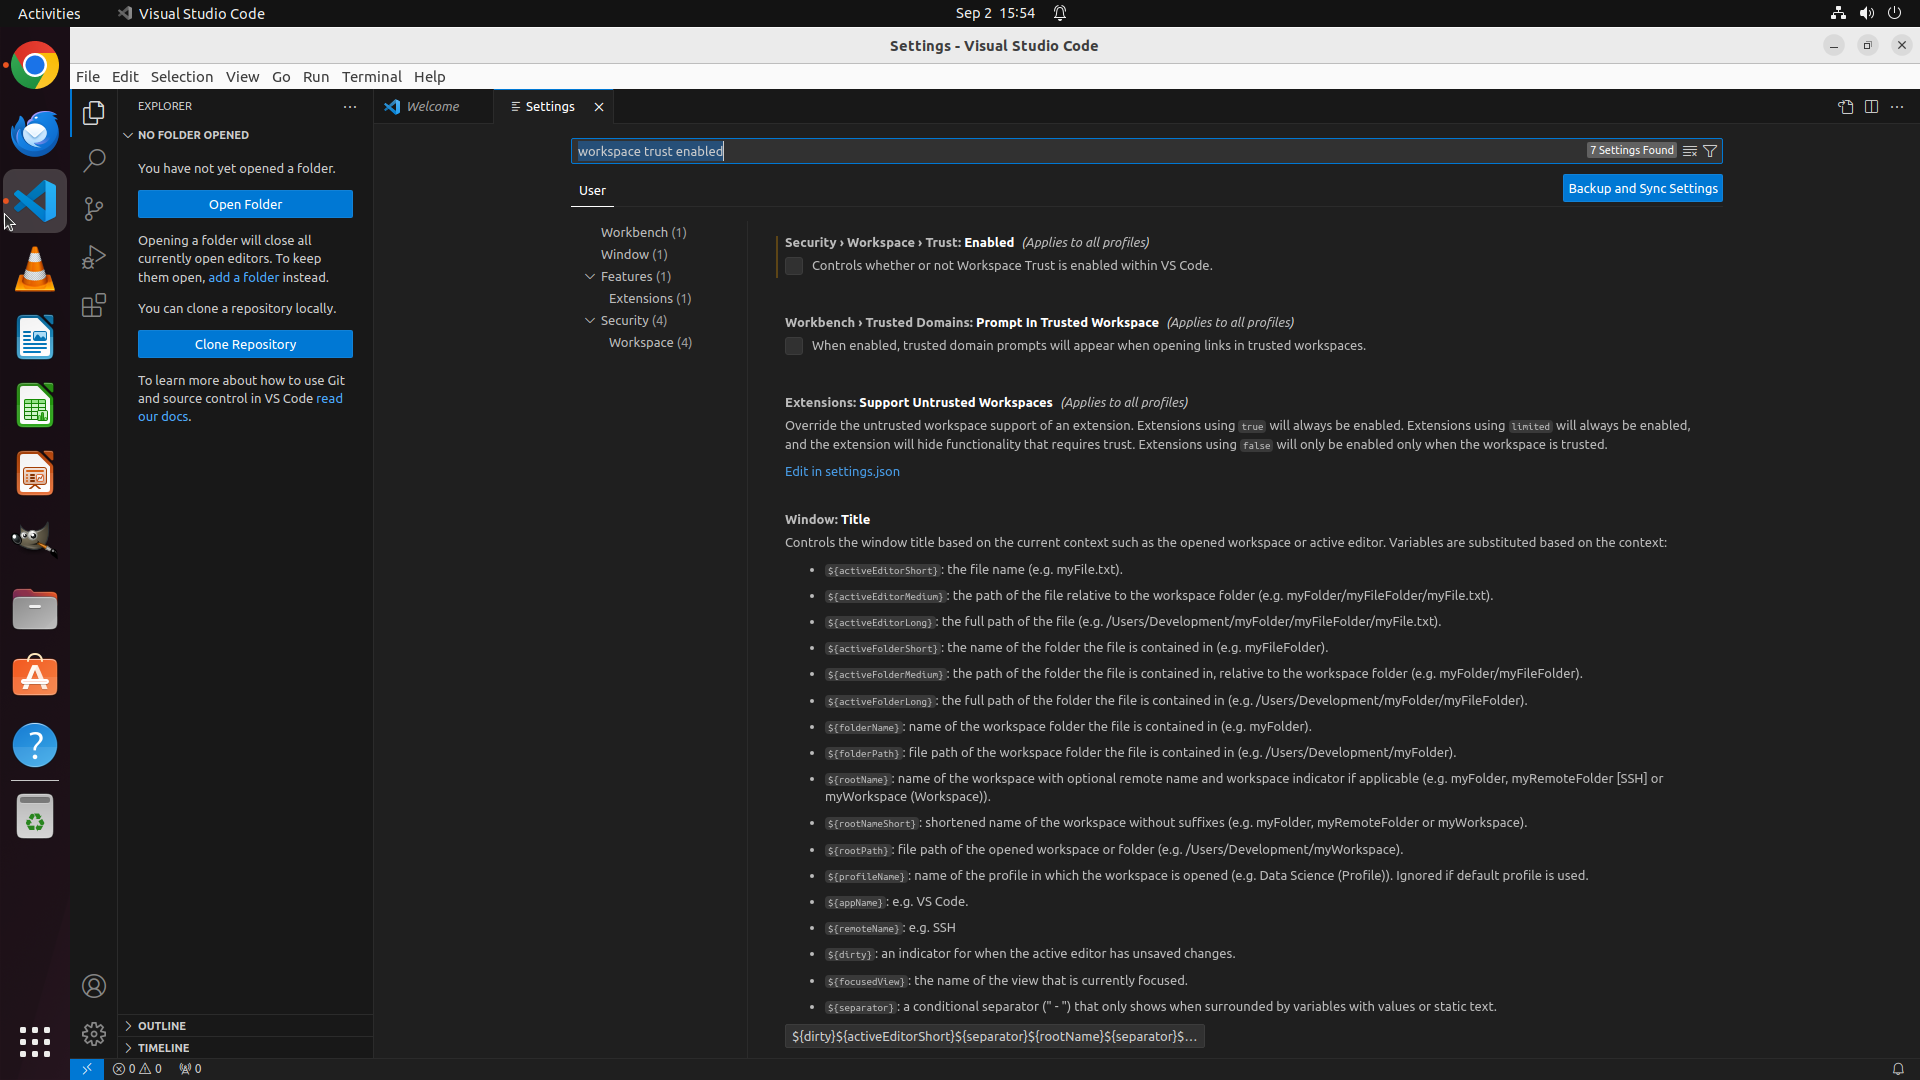 Activities
Visual Studio Code
Sep 2 15:54
Settings - Visual Studio Code
File Edit Selection View Go Run Terminal Help
EXPLORER
NO FOLDER OPENED
You have not yet opened a folder.
Open Folder
Opening a folder will close all
currently open editors. To keep
them open, add a folder instead.
You can clone a repository locally.
Clone Repository
To learn more about how to use Git
and source control in VS Code read
our docs.
OUTLINE
TIMELINE
Welcome
Settings
workspace trust enabled
7 Settings Found
User
Backup and Sync Settings
Workbench (1)
Window (1)
Features (1)
Extensions (1)
Security (4)
Workspace (4)
Security › Workspace › Trust: Enabled (Applies to all profiles)
Controls whether or not Workspace Trust is enabled within VS Code.
Workbench › Trusted Domains: Prompt In Trusted Workspace (Applies to all profiles)
When enabled, trusted domain prompts will appear when opening links in trusted workspaces.
Extensions: Support Untrusted Workspaces (Applies to all profiles)
Override the untrusted workspace support of an extension. Extensions using true will always be enabled. Extensions using limited will always be enabled,
and the extension will hide functionality that requires trust. Extensions using false will only be enabled only when the workspace is trusted.
Edit in settings.json
Window: Title
Controls the window title based on the current context such as the opened workspace or active editor. Variables are substituted based on the context:
• ${activeEditorShort}: the file name (e.g. myFile.txt).
• ${activeEditorMedium}: the path of the file relative to the workspace folder (e.g. myFolder/myFileFolder/myFile.txt).
• ${activeEditorLong}: the full path of the file (e.g. /Users/Development/myFolder/myFileFolder/myFile.txt).
• ${activeFolderShort}: the name of the folder the file is contained in (e.g. myFileFolder).
• ${activeFolderMedium}: the path of the folder the file is contained in, relative to the workspace folder (e.g. myFolder/myFileFolder).
• ${activeFolderLong}: the full path of the folder the file is contained in (e.g. /Users/Development/myFolder/myFileFolder).
• ${folderName}: name of the workspace folder the file is contained in (e.g. myFolder).
• ${folderPath}: file path of the workspace folder the file is contained in (e.g. /Users/Development/myFolder).
• ${rootName}: name of the workspace with optional remote name and workspace indicator if applicable (e.g. myFolder, myRemoteFolder [SSH] or
myWorkspace (Workspace)).
• ${rootNameShort}: shortened name of the workspace without suffixes (e.g. myFolder, myRemoteFolder or myWorkspace).
• ${rootPath}: file path of the opened workspace or folder (e.g. /Users/Development/myWorkspace).
• ${profileName}: name of the profile in which the workspace is opened (e.g. Data Science (Profile)). Ignored if default profile is used.
• ${appName}: e.g. VS Code.
• ${remoteName}: e.g. SSH
• ${dirty}: an indicator for when the active editor has unsaved changes.
• ${focusedView}: the name of the view that is currently focused.
• ${separator}: a conditional separator (" - ") that only shows when surrounded by variables with values or static text.
${dirty}${activeEditorShort}${separator}${rootName}${separator}$...
0 0 0